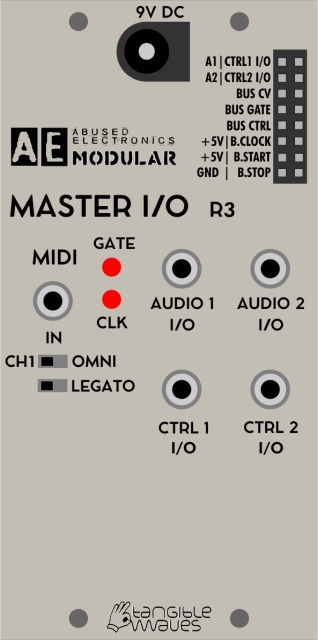 9V DC
A1 | CTRL1 I/O
A2 | CTRL2 I/O
BUS CV
BUS GATE
BUS CTRL
+5V | B.CLOCK
+5V | B.START
GND | B.STOP
AE ABUSED
ELECTRONICS
MODULAR
MASTER I/O R3
MIDI
GATE
CLK
IN
AUDIO 1
I/O
AUDIO 2
I/O
CH1 OMNI
LEGATO
CTRL 1
I/O
CTRL 2
I/O
tangible
waves